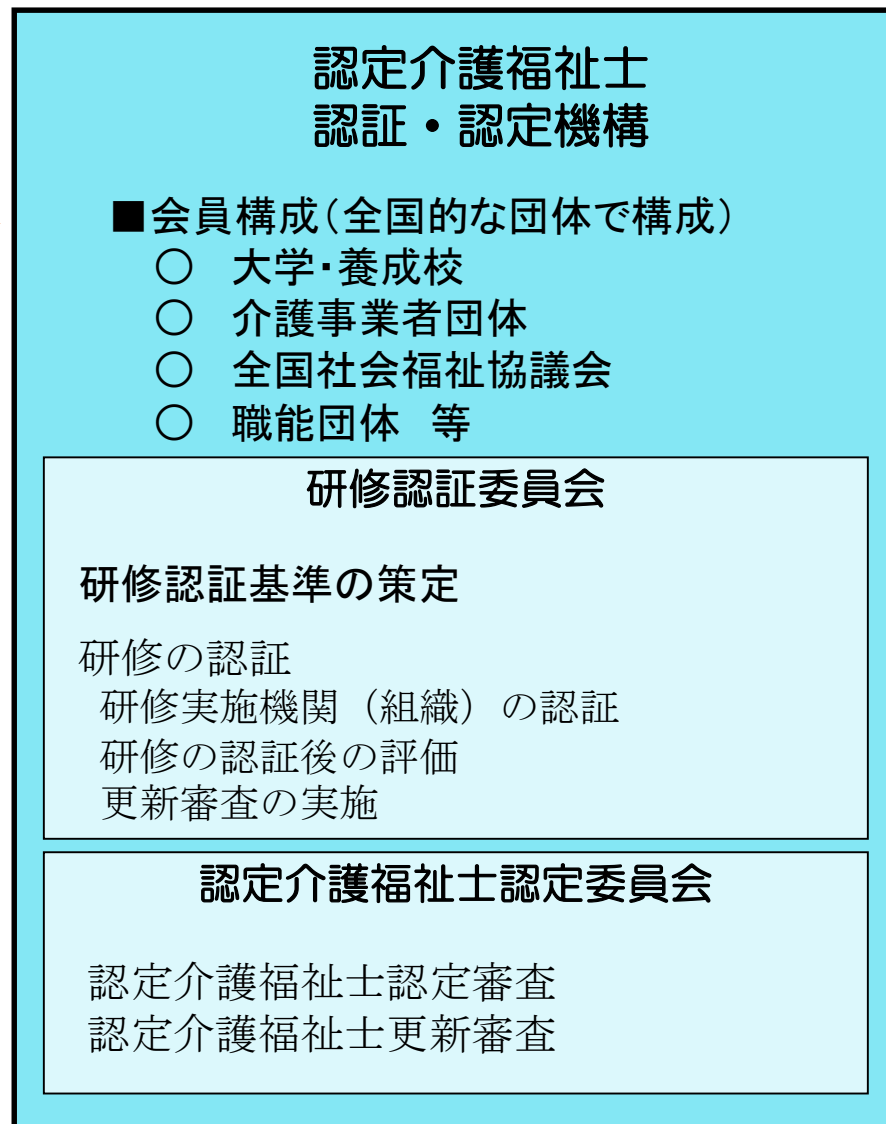 認定介護福祉士
認証・認定機構
■会員構成（全国的な団体で構成）
○　大学・養成校
○　介護事業者団体
○　全国社会福祉協議会
○　職能団体　等
研修認証委員会
研修認証基準の策定
研修の認証
研修実施機関（組織）の認証
研修の認証後の評価
更新審査の実施
認定介護福祉士認定委員会
認定介護福祉士認定審査
認定介護福祉士更新審査